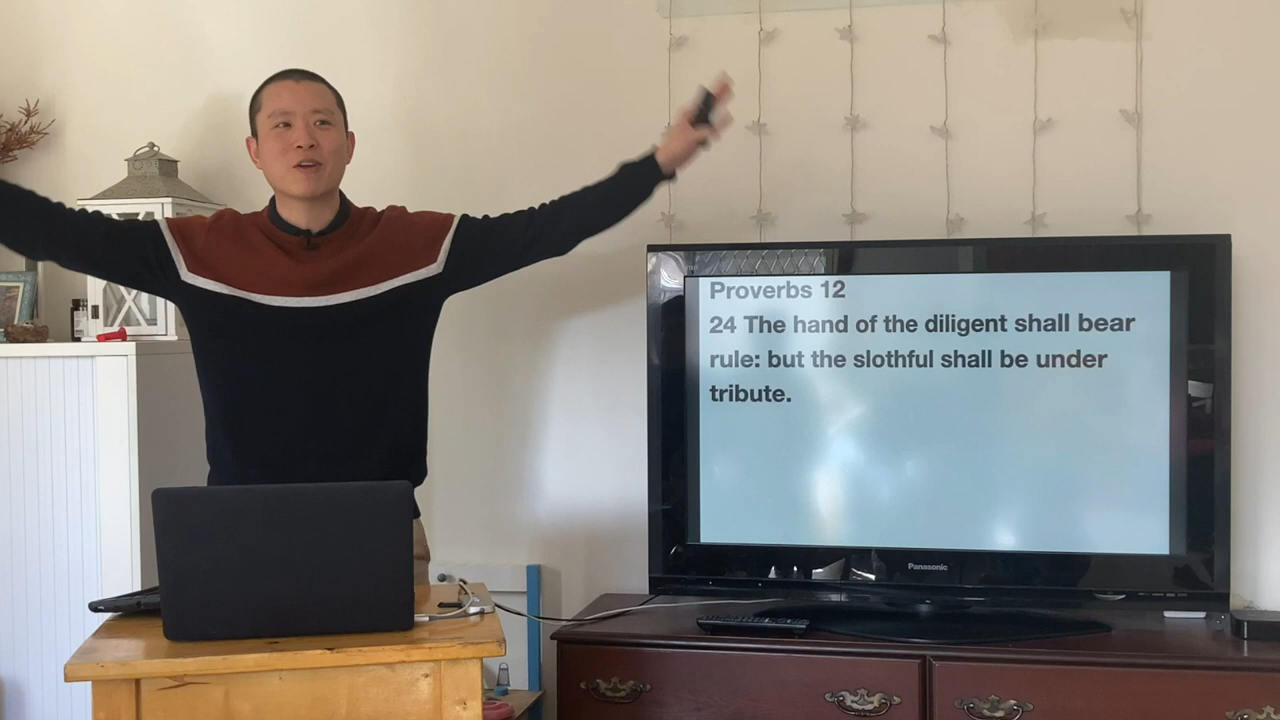 Proverbs 12
24 The hand of the diligent shall bear
rule: but the slothful shall be under
tribute.
Panasonic